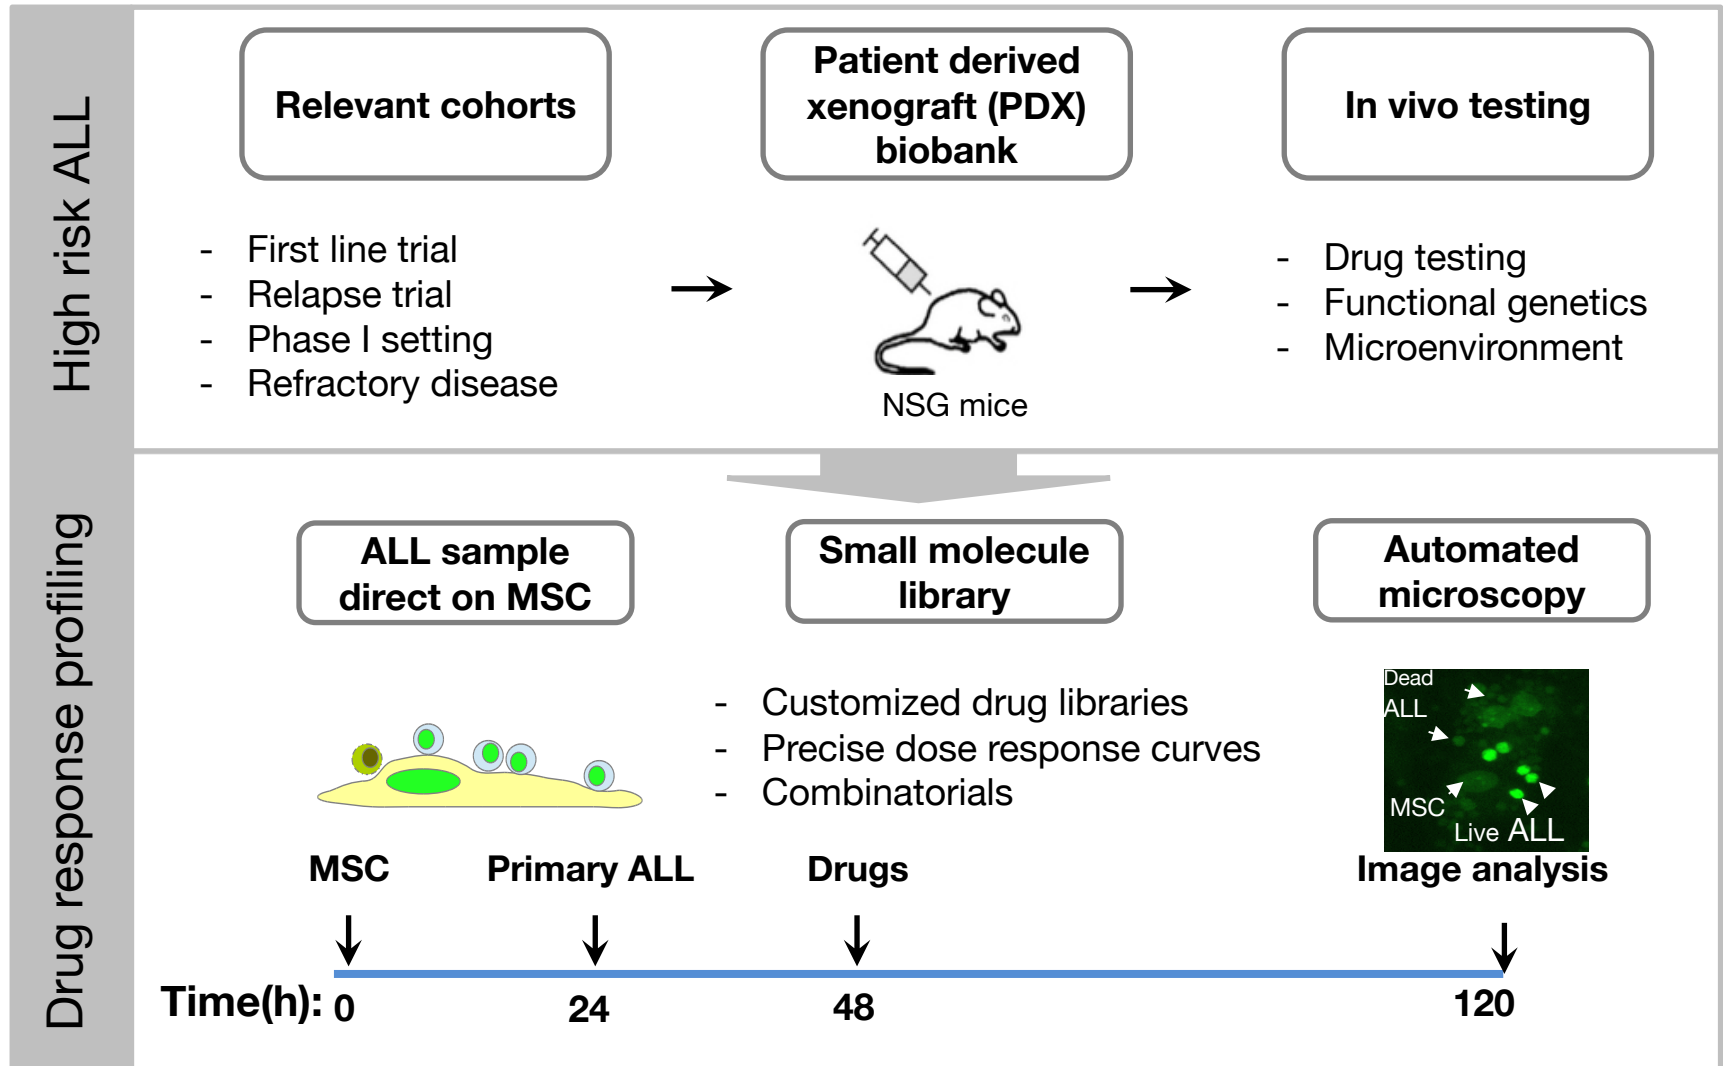 High risk ALL
Relevant cohorts
- First line trial
- Relapse trial
- Phase I setting
- Refractory disease
Patient derived
xenograft (PDX)
biobank
NSG mice
In vivo testing
- Drug testing
- Functional genetics
- Microenvironment
Drug response profiling
ALL sample
direct on MSC
Small molecule
library
- Customized drug libraries
- Precise dose response curves
- Combinatorials
Automated
microscopy
Dead
ALL
MSC
Live ALL
MSC
Primary ALL
Drugs
Image analysis
Time(h): 0 24 48 120